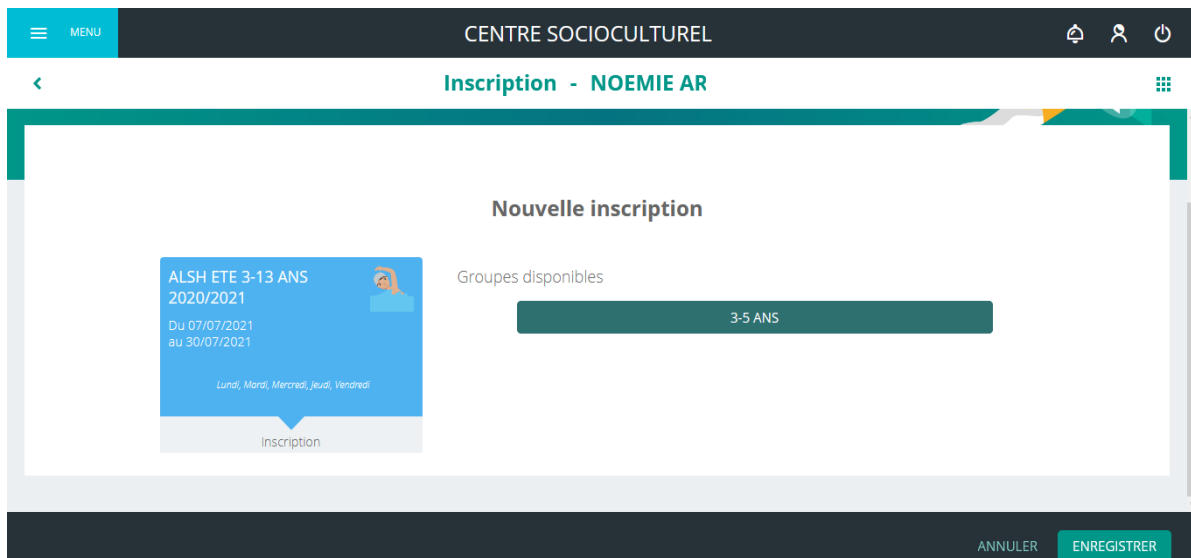 MENU
CENTRE SOCIOCULTUREL
Inscription - NOEMIE AR
Nouvelle inscription
ALSH ETE 3-13 ANS
2020/2021
Du 07/07/2021
au 30/07/2021
Lundi, Mardi, Mercredi, Jeudi, Vendredi
Inscription
Groupes disponibles
3-5 ANS
ANNULER
ENREGISTRER